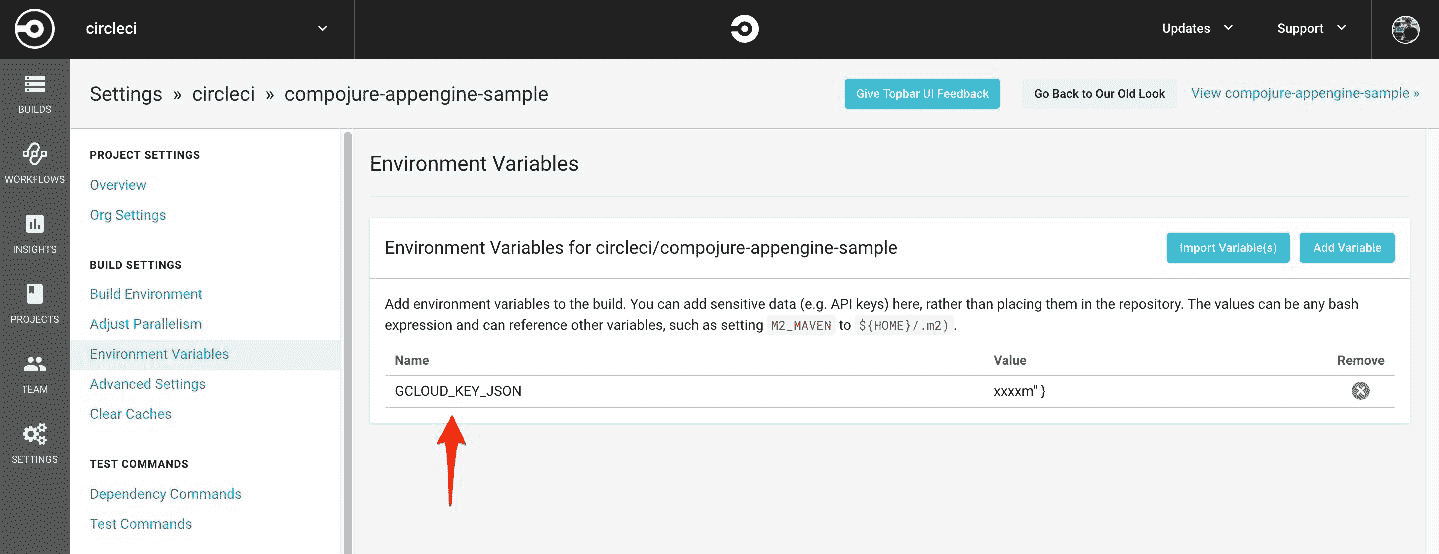 circleci
Updates
Support
BUILDS
WORKFLOWS
INSIGHTS
PROJECTS
TEAM
SETTINGS
Settings » circleci » compojure-appengine-sample
Give Topbar UI Feedback
Go Back to Our Old Look
View compojure-appengine-sample »
PROJECT SETTINGS
Overview
Org Settings
BUILD SETTINGS
Build Environment
Adjust Parallelism
Environment Variables
Advanced Settings
Clear Caches
TEST COMMANDS
Dependency Commands
Test Commands
Environment Variables
Environment Variables for circleci/compojure-appengine-sample
Import Variable(s)
Add Variable
Add environment variables to the build. You can add sensitive data (e.g. API keys) here, rather than placing them in the repository. The values can be any bash
expression and can reference other variables, such as setting M2_MAVEN to ${HOME}/.m2).
Name Value Remove
GCLOUD_KEY_JSON xxxxm" }